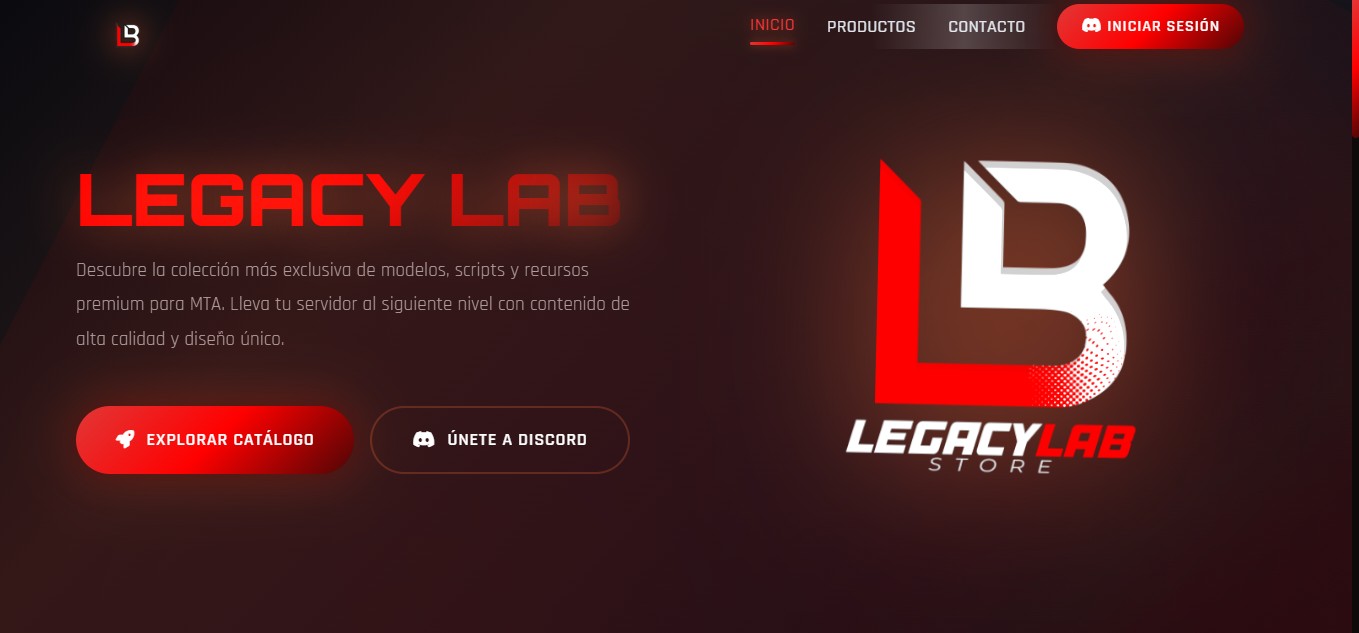 LB
INICIO
PRODUCTOS
CONTACTO
INICIAR SESIÓN
LEGACY LAB
Descubre la colección más exclusiva de modelos, scripts y recursos
premium para MTA. Lleva tu servidor al siguiente nivel con contenido de
alta calidad y diseño único.
EXPLORAR CATÁLOGO
ÚNETE A DISCORD
LB
LEGACYLAB
STORE